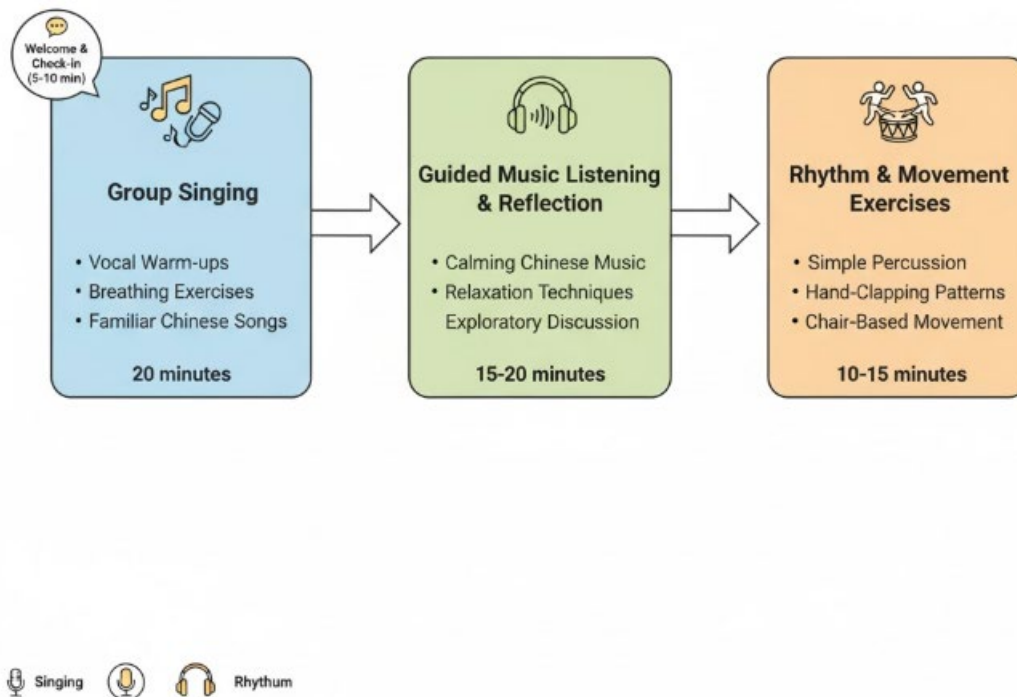 Welcome &
Check-in
(5-10 min)
Group Singing
• Vocal Warm-ups
• Breathing Exercises
• Familiar Chinese Songs
20 minutes
Guided Music Listening
& Reflection
• Calming Chinese Music
• Relaxation Techniques
Exploratory Discussion
15-20 minutes
Rhythm & Movement
Exercises
• Simple Percussion
• Hand-Clapping Patterns
• Chair-Based Movement
10-15 minutes
Singing
Rhythum